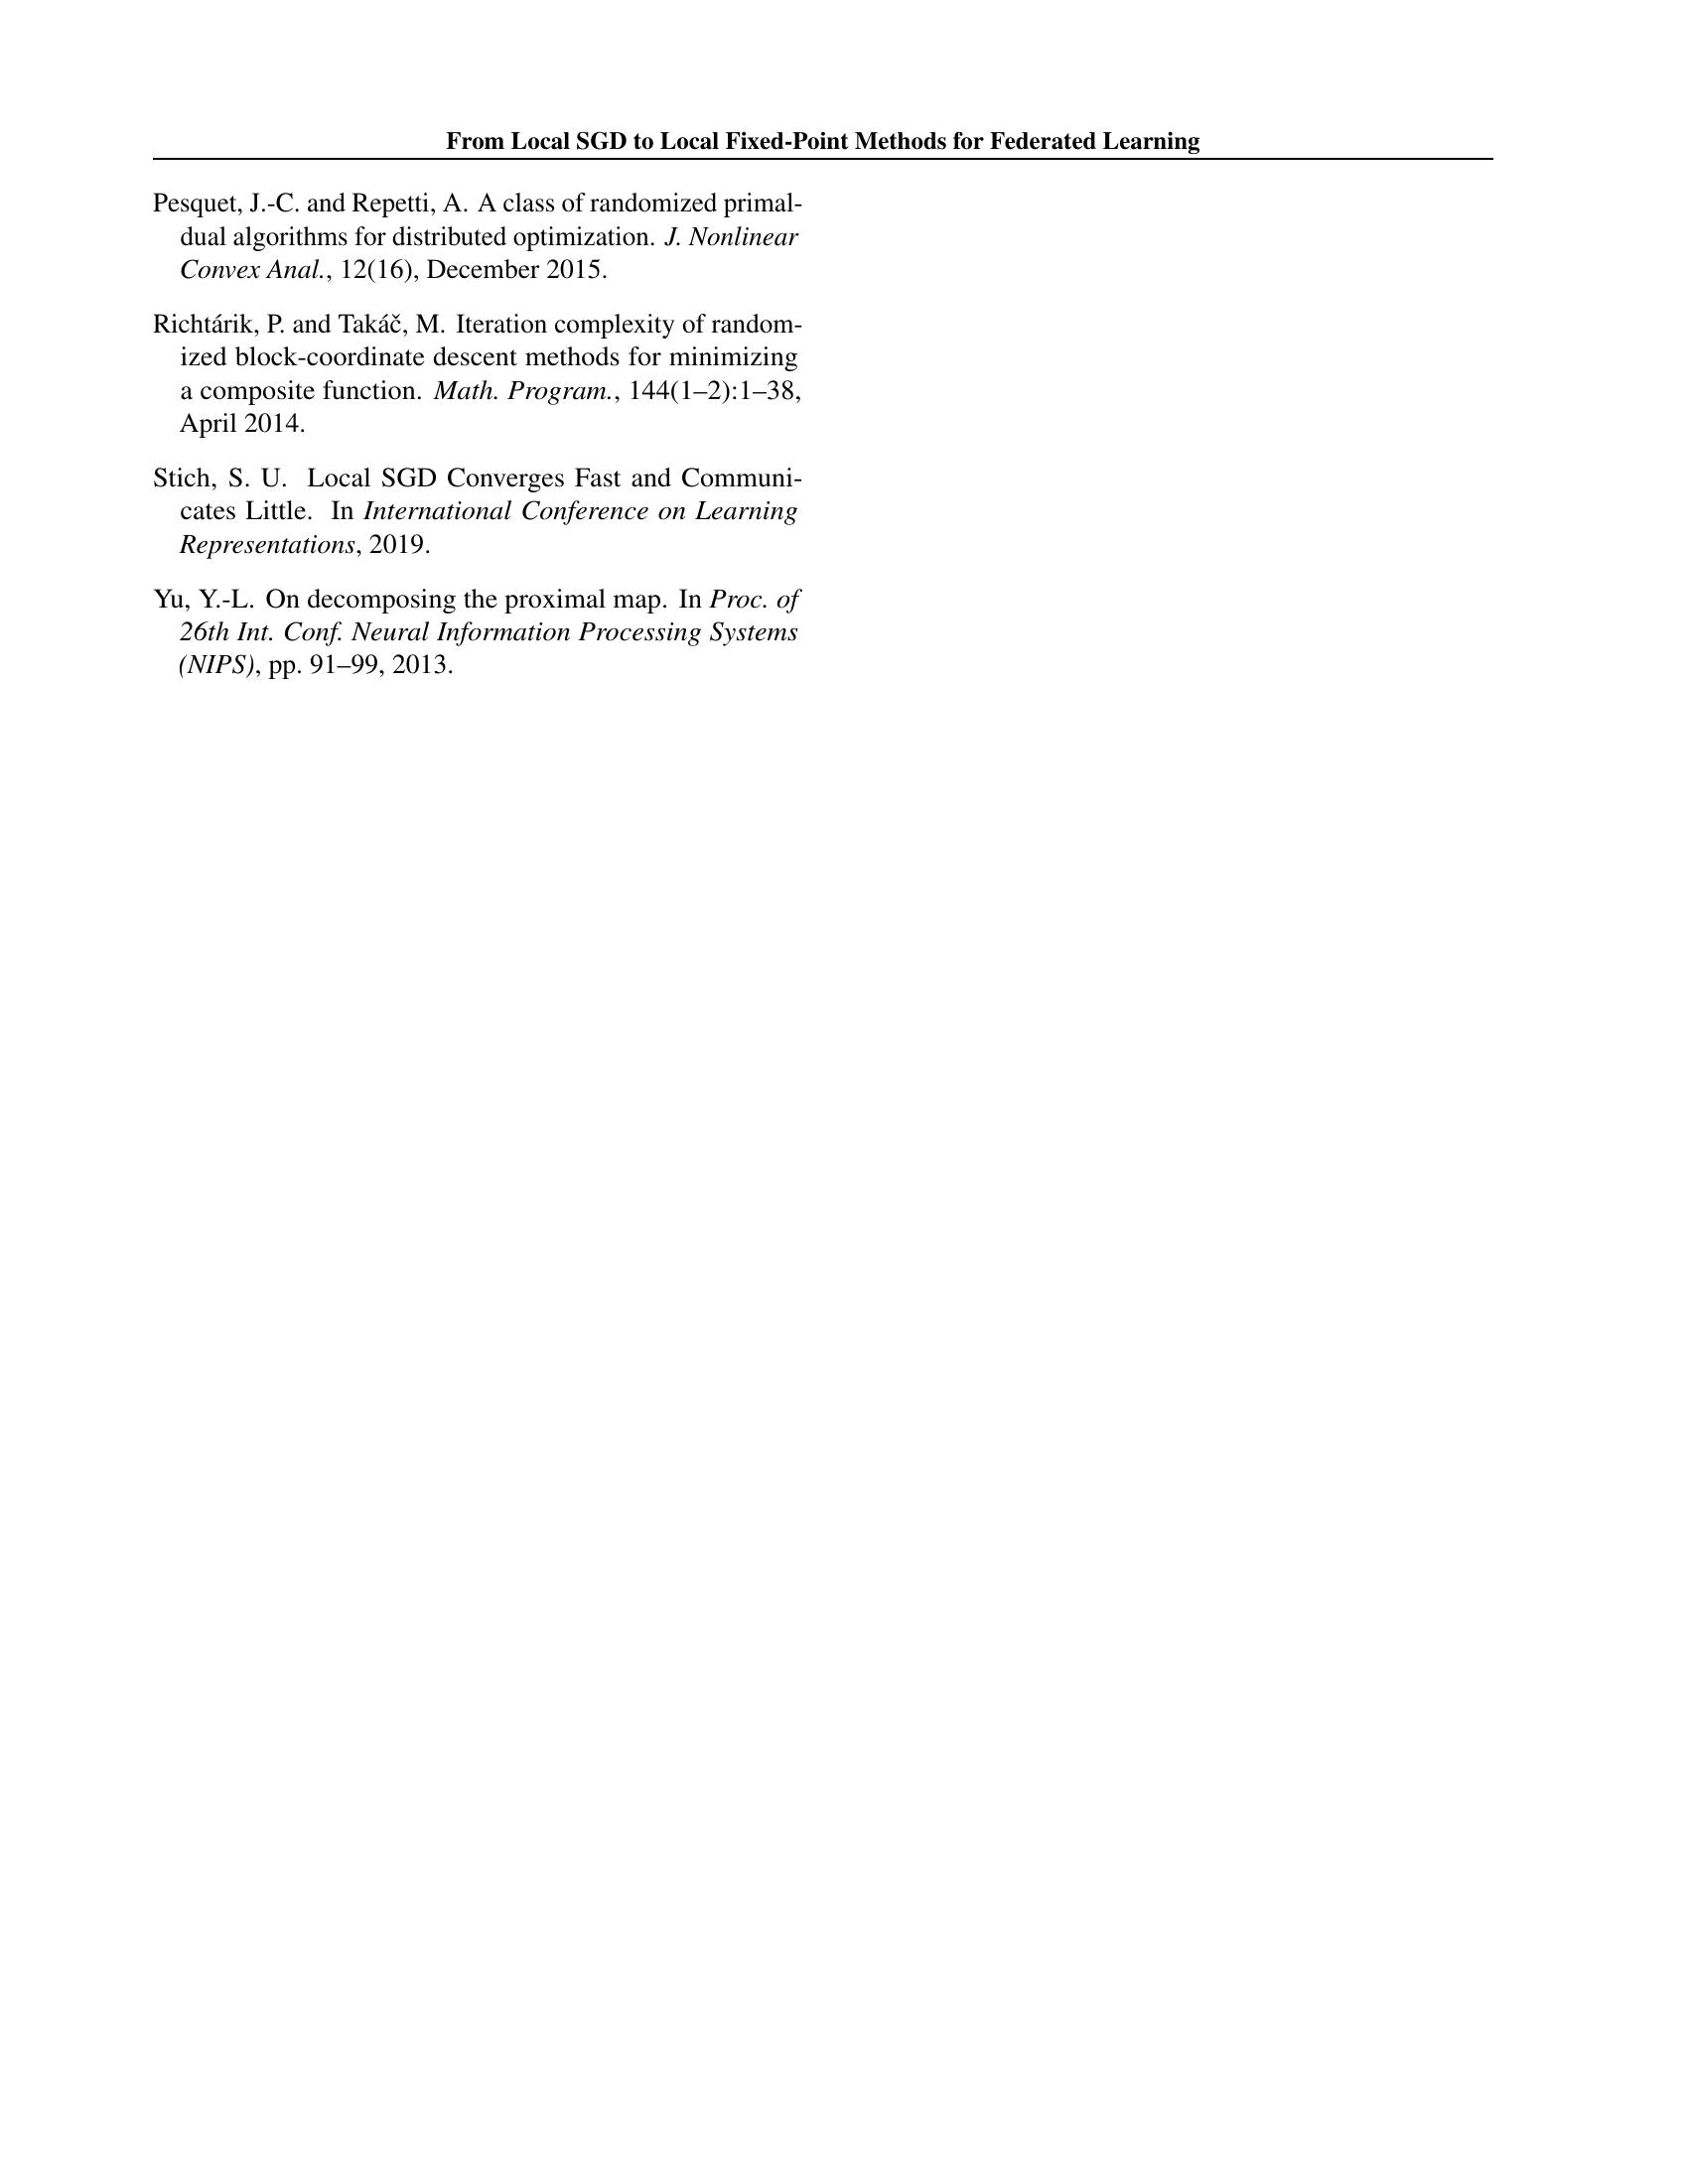 From Local SGD to Local Fixed-Point Methods for Federated Learning
Pesquet, J.-C. and Repetti, A. A class of randomized primal-
dual algorithms for distributed optimization. J. Nonlinear
Convex Anal., 12(16), December 2015.
Richtárik, P. and Takáč, M. Iteration complexity of random-
ized block-coordinate descent methods for minimizing
a composite function. Math. Program., 144(1–2):1–38,
April 2014.
Stich, S. U. Local SGD Converges Fast and Communi-
cates Little. In International Conference on Learning
Representations, 2019.
Yu, Y.-L. On decomposing the proximal map. In Proc. of
26th Int. Conf. Neural Information Processing Systems
(NIPS), pp. 91–99, 2013.